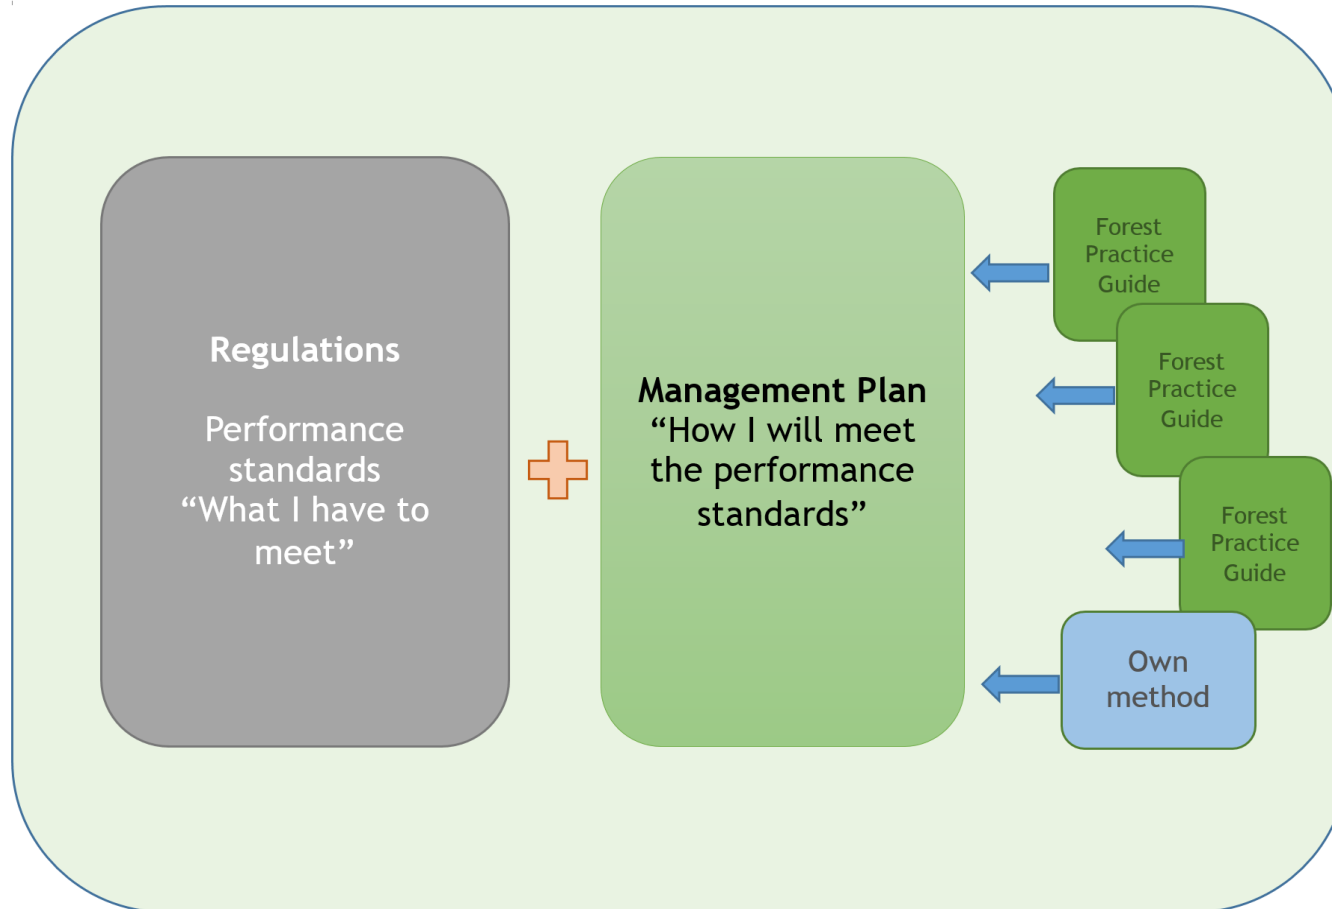 Regulations
Performance
standards
“What I have to
meet”
Management Plan
“How I will meet
the performance
standards”
Forest
Practice
Guide
Forest
Practice
Guide
Forest
Practice
Guide
Own
method